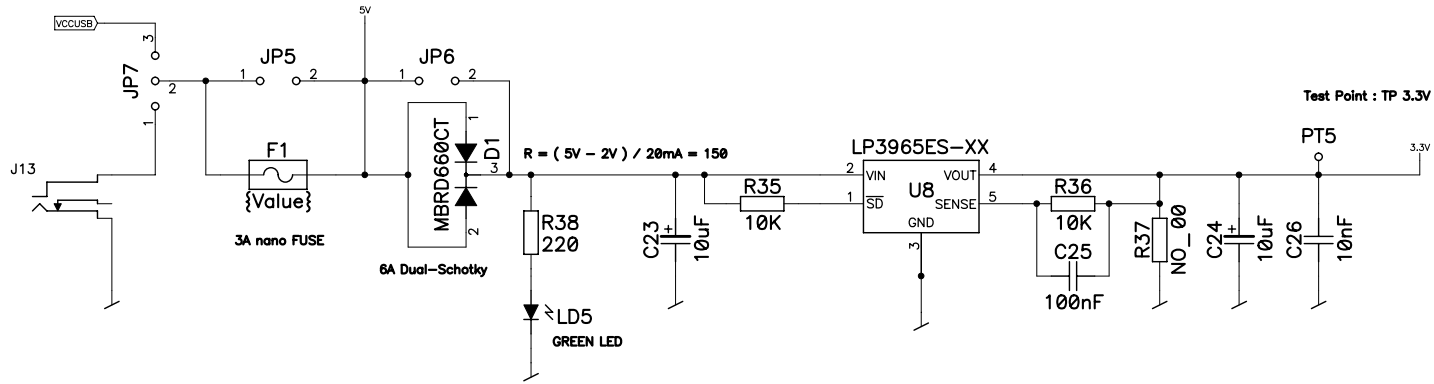 VCCUSB
3
JP7
2
1
J13
JP5
1
2
F1
{Value}
3A nano FUSE
5V
JP6
1
2
MBRD660CT
1
D1
3
2
6A Dual-Schotky
R = ( 5V - 2V ) / 20mA = 150
R38
220
LD5
GREEN LED
C23
+
10uF
R35
10K
LP3965ES-XX
2
VIN
VOUT
4
U8
1
SD
SENSE
5
GND
3
R36
10K
C25
100nF
R37
NO_00
C24
+
10uF
C26
10nF
Test Point : TP 3.3V
PT5
3.3V